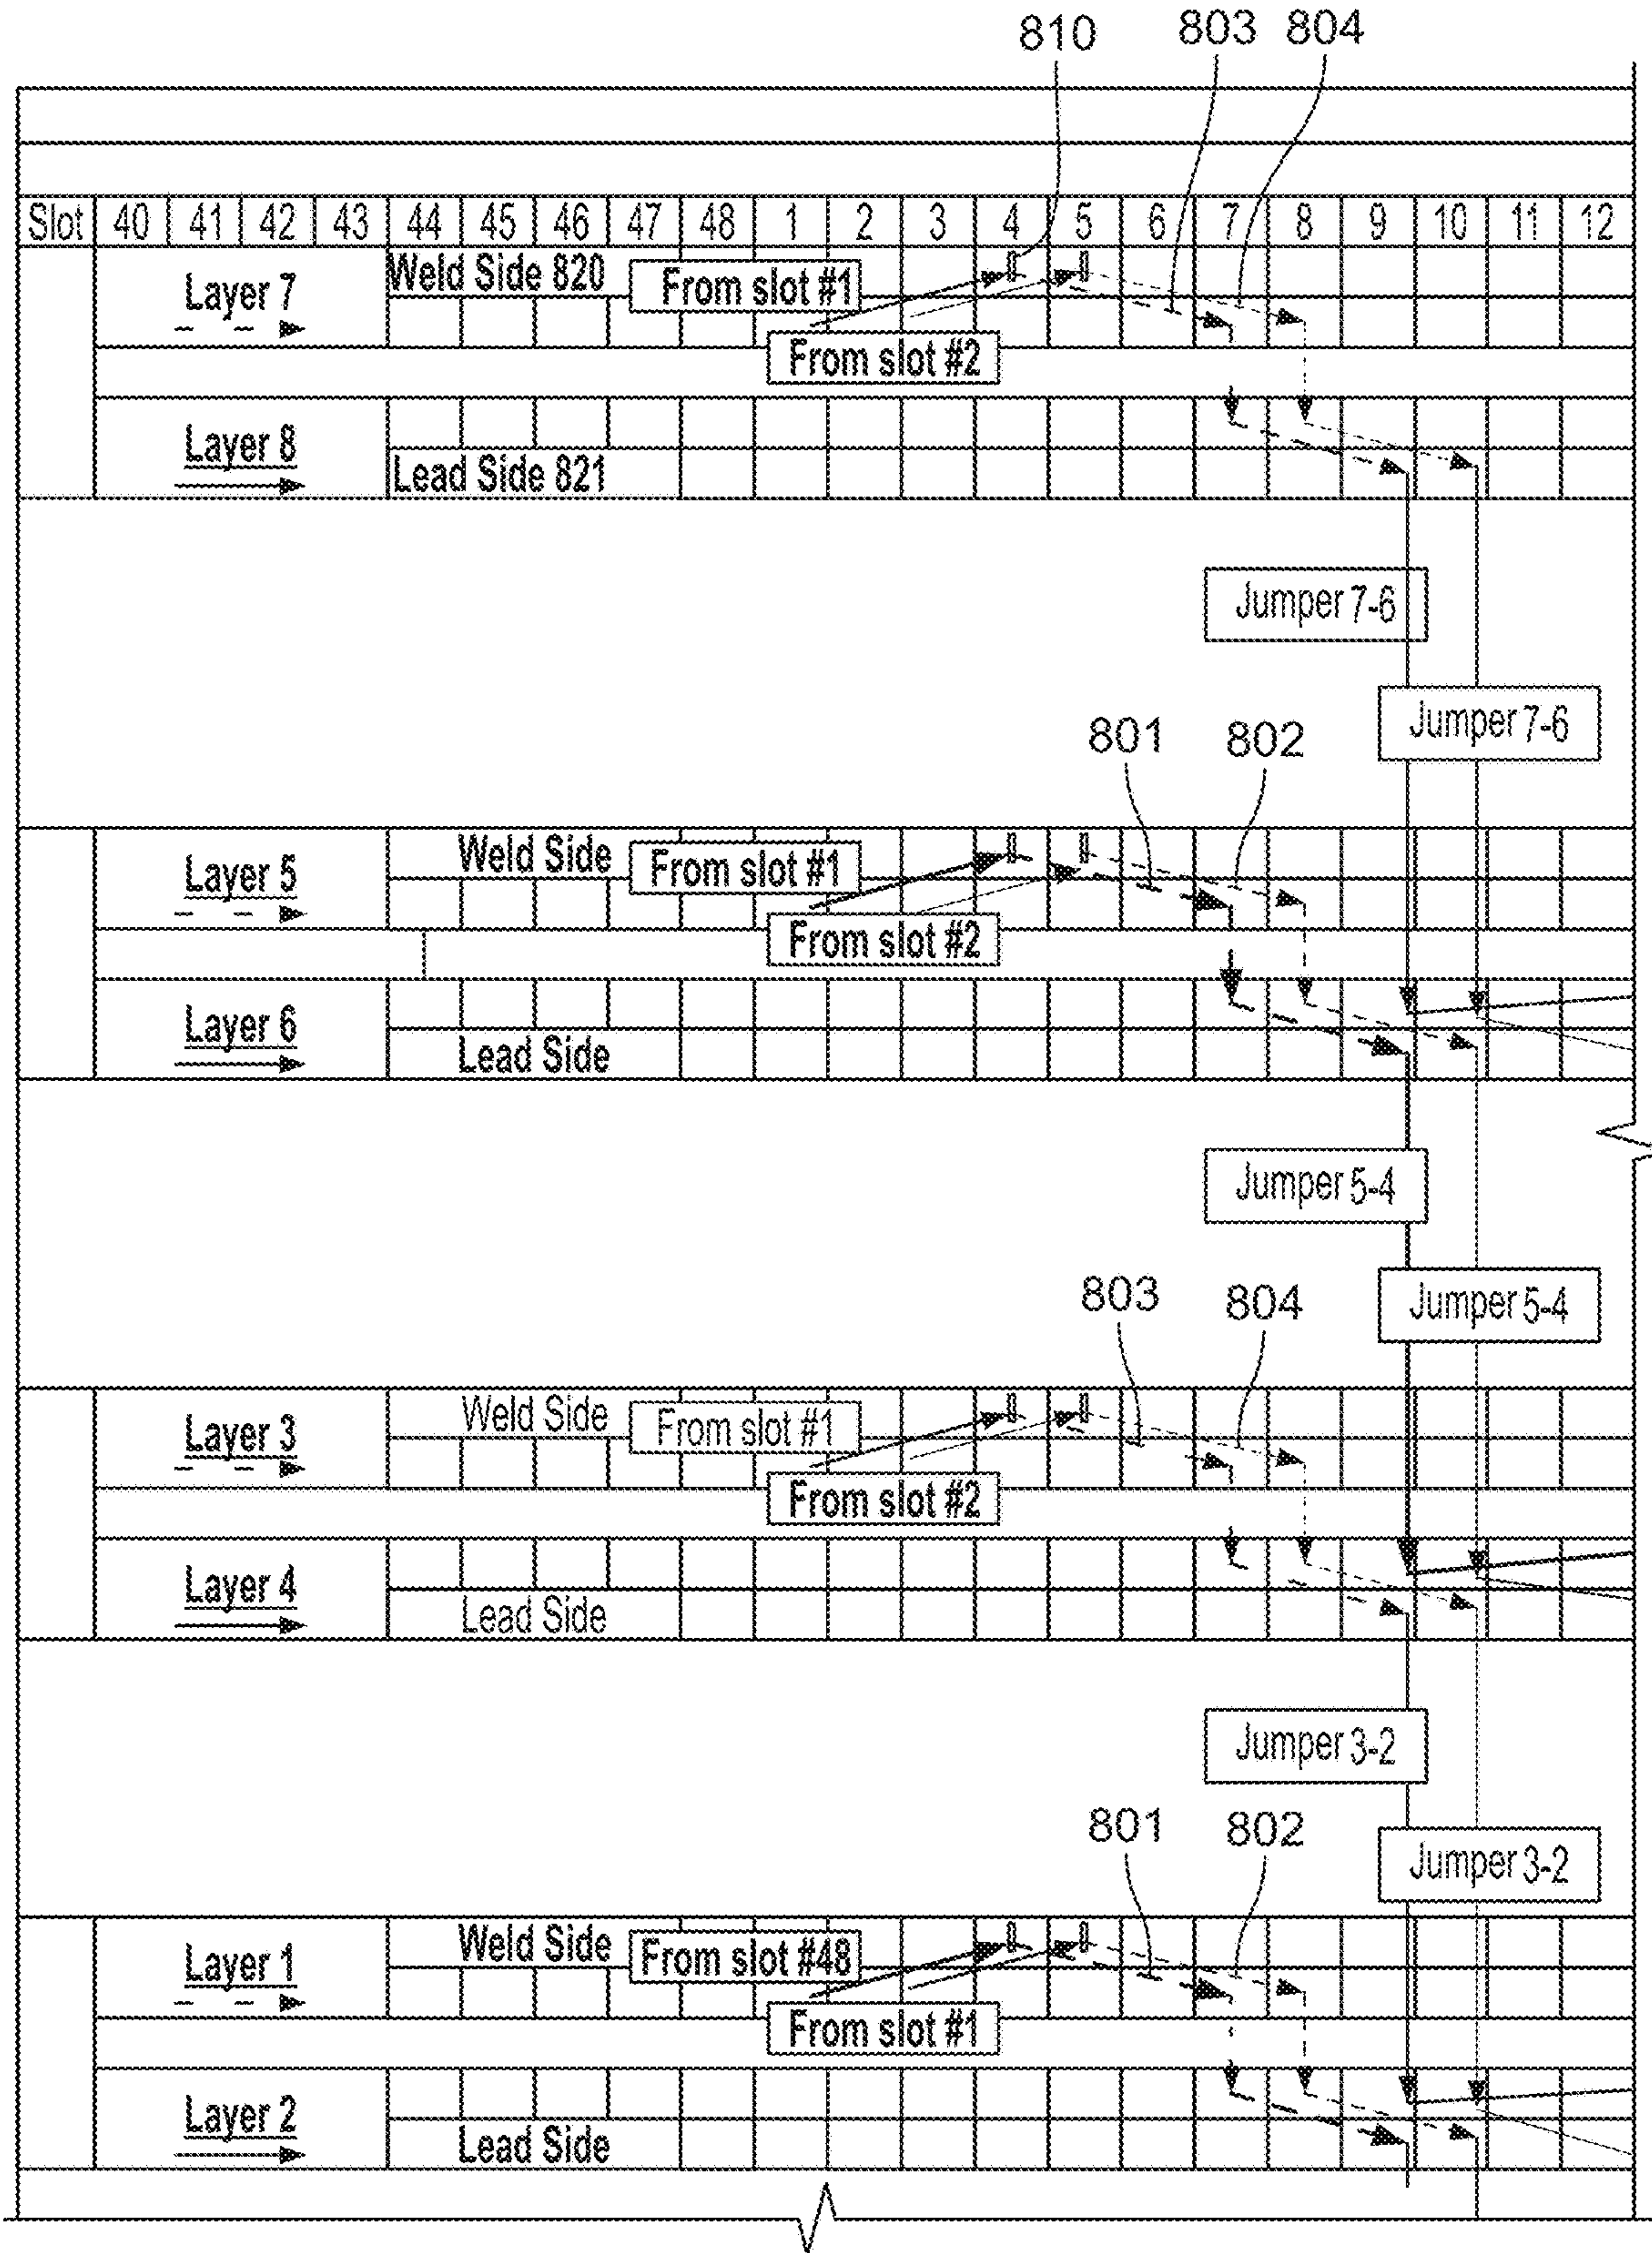 810 803 804
Slot 40 41 42 43 44 45 46 47 48 1 2 3 4 5 6 7 8 9 10 11 12
Layer 7
Weld Side 820
From slot #1
From slot #2
Layer 8
Lead Side 821
Jumper 7-6
Jumper 7-6
801 802
Layer 5
Weld Side
From slot #1
From slot #2
Layer 6
Lead Side
Jumper 5-4
Jumper 5-4
803 804
Layer 3
Weld Side
From slot #1
From slot #2
Layer 4
Lead Side
Jumper 3-2
Jumper 3-2
801 802
Layer 1
Weld Side
From slot #48
From slot #1
Layer 2
Lead Side